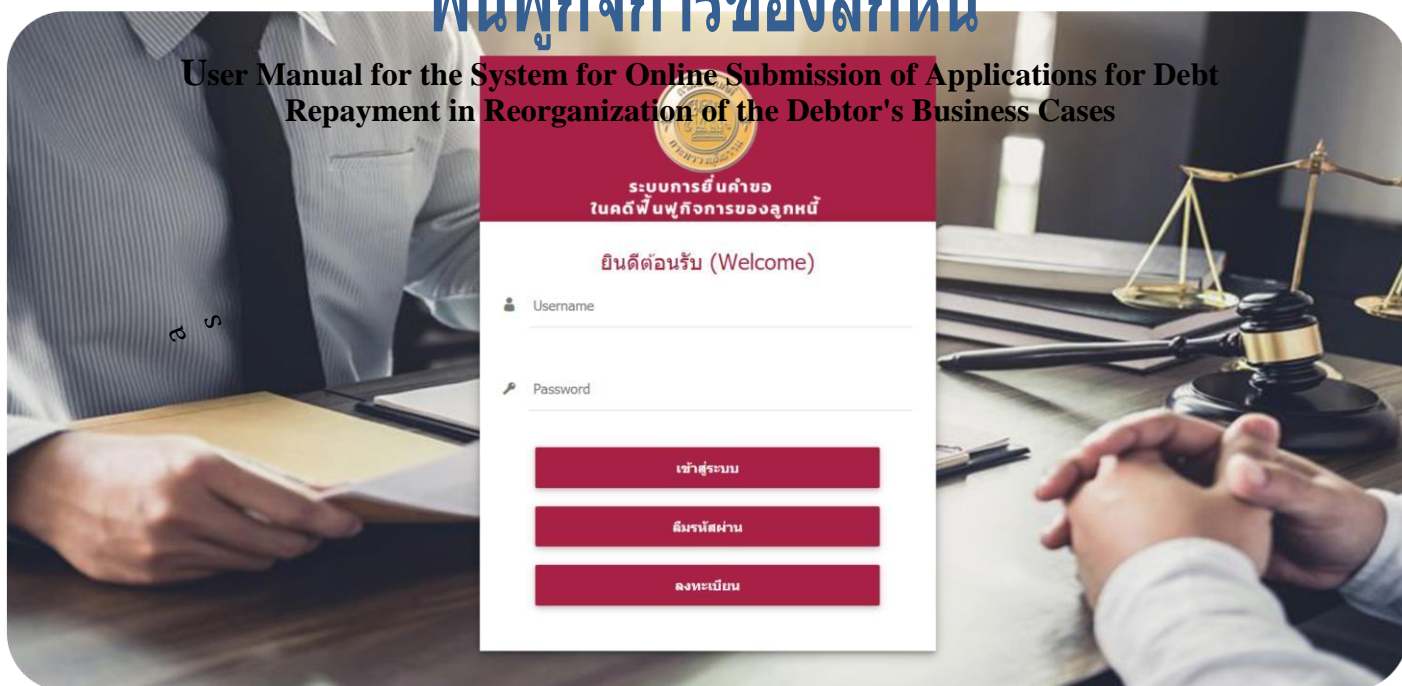 ฟื้นฟูกิจการของลูกหนี้
User Manual for the System for Online Submission of Applications for Debt
Repayment in Reorganization of the Debtor's Business Cases
ระบบการยื่นคำขอ
ในคดีฟื้นฟูกิจการของลูกหนี้
ยินดีต้อนรับ (Welcome)
Username
Password
เข้าสู่ระบบ
ลืมรหัสผ่าน
ลงทะเบียน